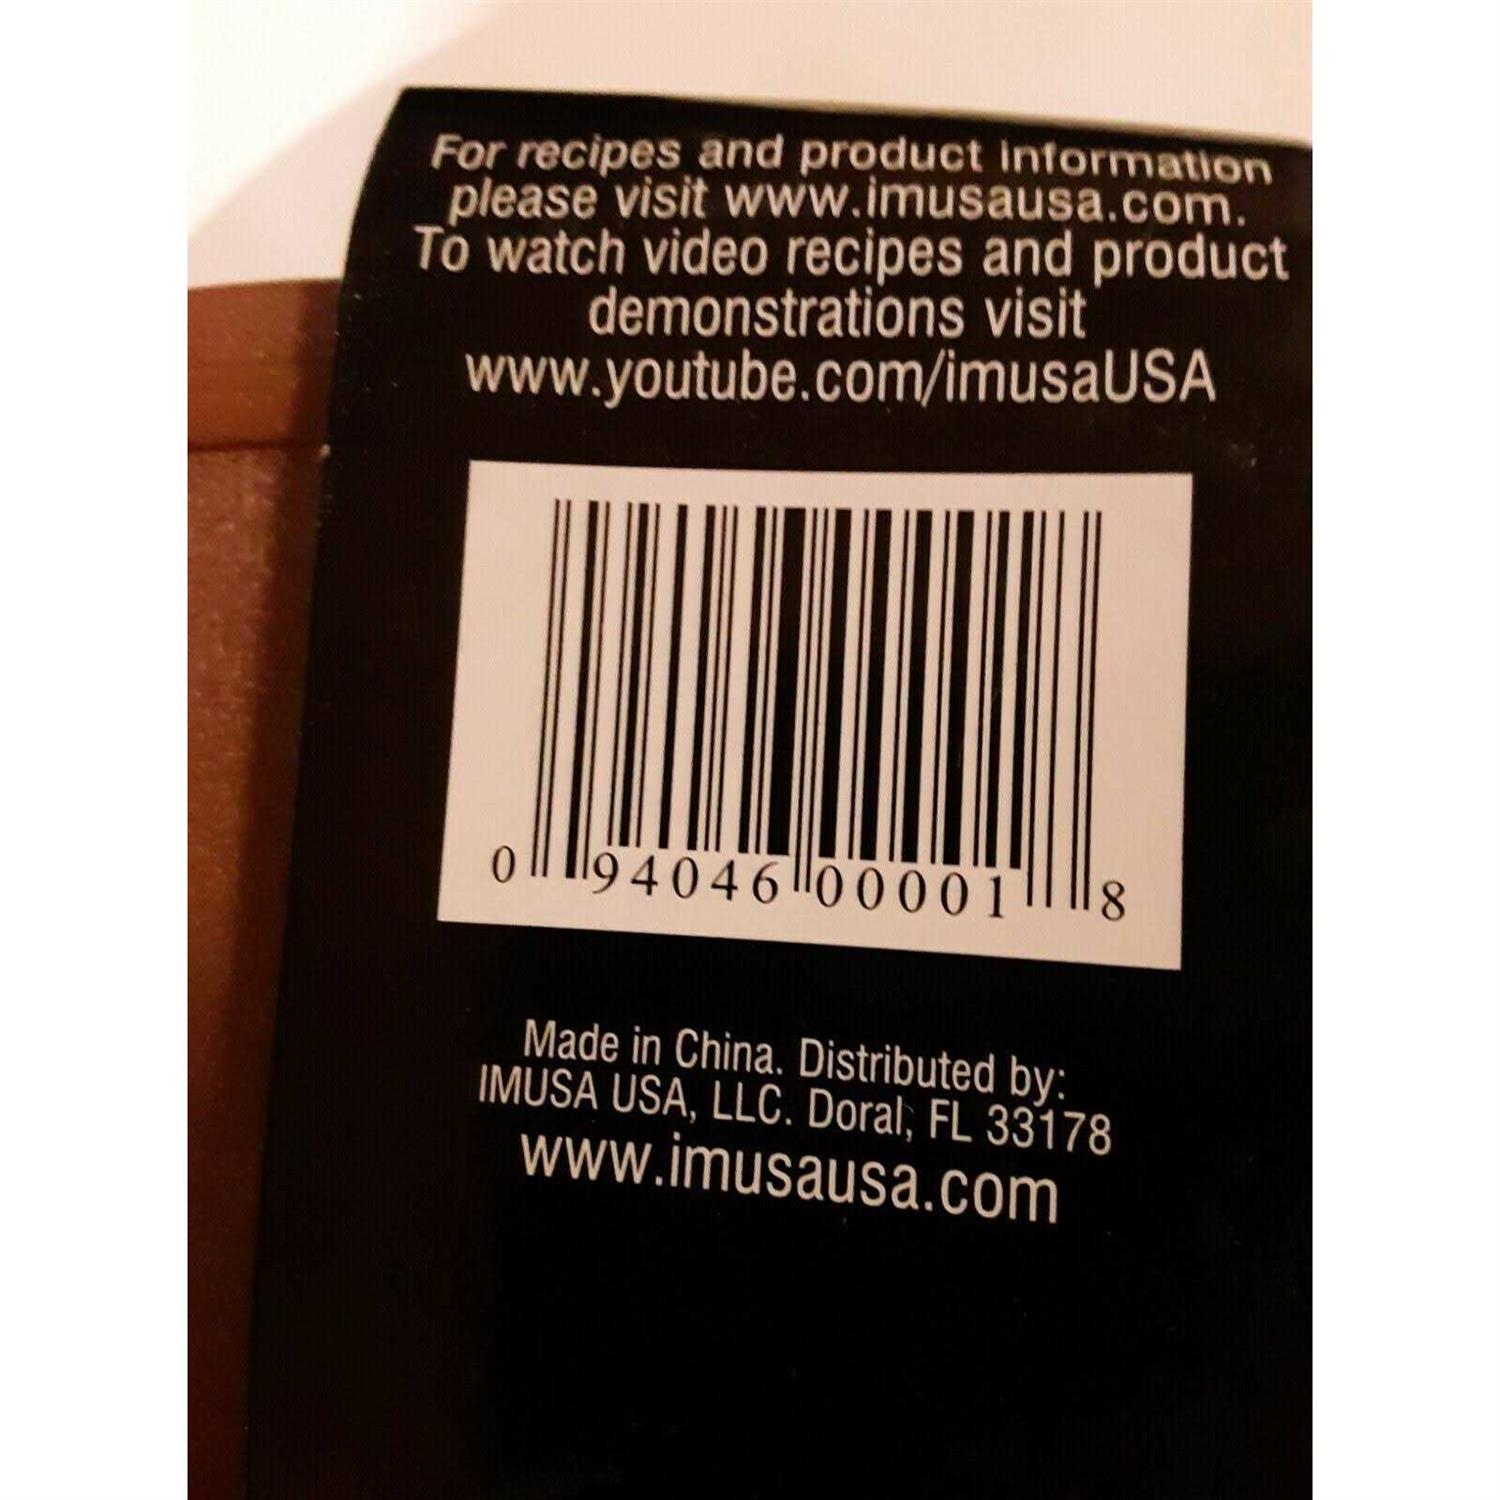 For recipes and product information
please visit www.imusausa.com.
To watch video recipes and product
demonstrations visit
www.youtube.com/imusaUSA
0 94046 00001 8
Made in China. Distributed by:
IMUSA USA, LLC. Doral, FL 33178
www.imusausa.com